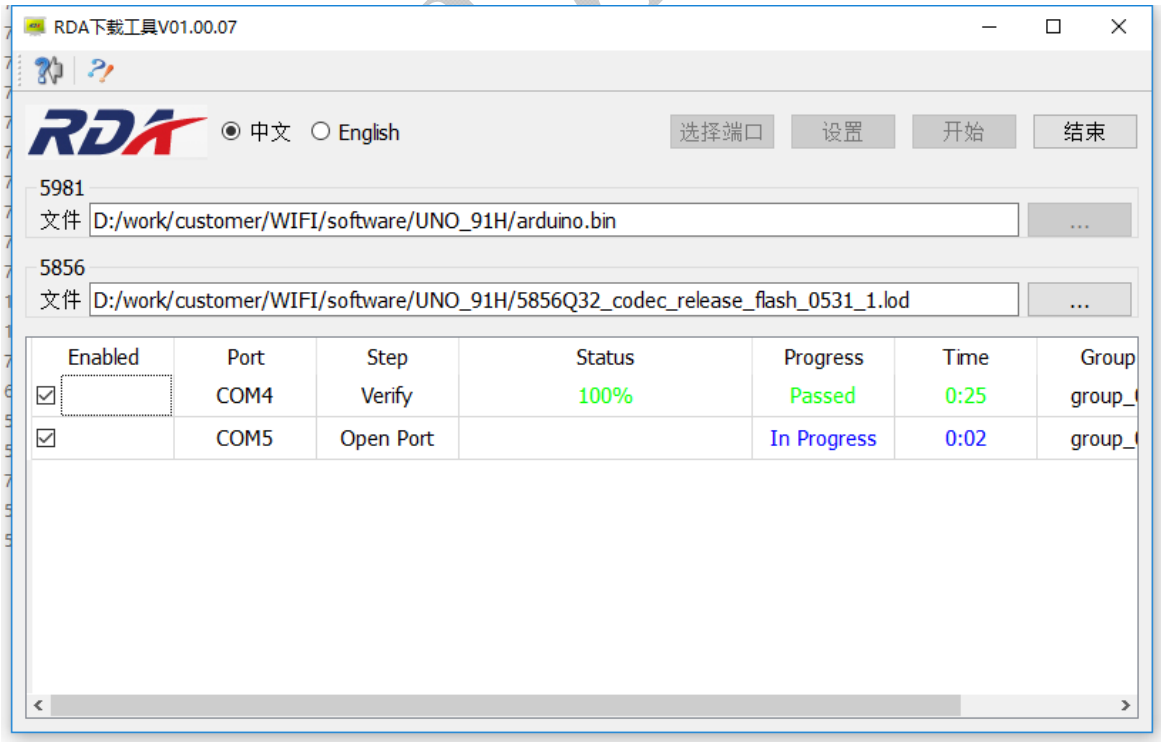 RDA下载工具V01.00.07
RDA 中文 English 选择端口 设置 开始 结束
5981
文件 D:/work/customer/WIFI/software/UNO_91H/arduino.bin ...
5856
文件 D:/work/customer/WIFI/software/UNO_91H/5856Q32_codec_release_flash_0531_1.lod ...
Enabled Port Step Status Progress Time Group
COM4 Verify 100% Passed 0:25 group_
COM5 Open Port In Progress 0:02 group_